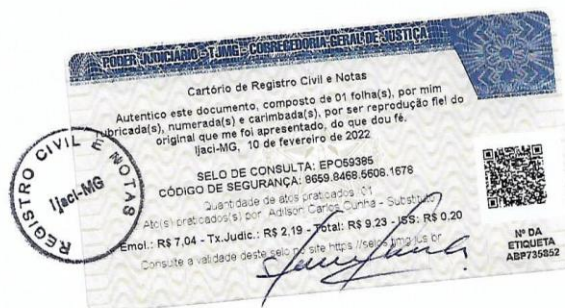 PODER JUDICIÁRIO - TJMG - CORREGEDORIA GERAL DE JUSTIÇA
Cartório de Registro Civil e Notas
Autentico este documento, composto de 01 folha(s), por mim
rubricada(s), numerada(s) e carimbada(s), por ser reprodução fiel do
original que me foi apresentado, do que dou fé.
Ijaci-MG, 10 de fevereiro de 2022
SELO DE CONSULTA: EPO59385
CÓDIGO DE SEGURANÇA: 8659.8468.5608.1678
Quantidade de atos praticados: 01
Ato(s) praticados(s) por: Adilson Carlos Cunha - Substituto
Emol.: R$ 7,04 - Tx.Judic.: R$ 2,19 - Total: R$ 9,23 - ISS: R$ 0,20
Consulte a validade deste selo no site https://selos.tjmg.jus.br
Nº DA
ETIQUETA
ABP735852
REGISTRO CIVIL E NOTAS
Ijaci-MG